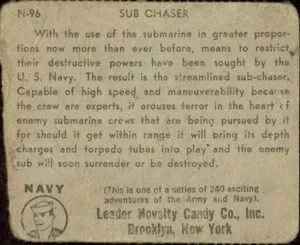 N-96 SUB CHASER
With the use of the submarine in greater propor-
tions now more than ever before, means to restrict
their destructive powers have been sought by the
U. S. Navy. The result is the streamlined sub-chaser.
Capable of high speed and maneuverability because
the crew are experts, it arouses terror in the heart of
enemy submarine crews that are being pursued by it
for should it get within range it will bring its depth
charges and torpedo tubes into play and the enemy
sub will soon surrender or be destroyed.
NAVY
(This is one of a series of 240 exciting
adventures of the Army and Navy).
Leader Novelty Candy Co., Inc.
Brooklyn, New York